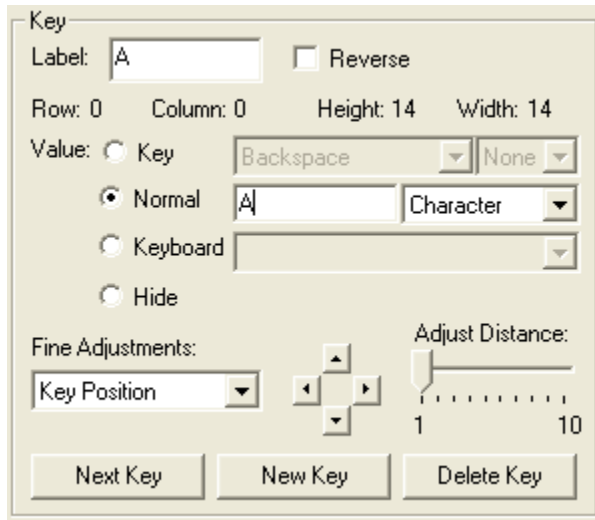 Key
Label: A Reverse
Row: 0 Column: 0 Height: 14 Width: 14
Value: Key Backspace None
Normal A Character
Keyboard
Hide
Fine Adjustments: Adjust Distance:
Key Position
1 10
Next Key New Key Delete Key